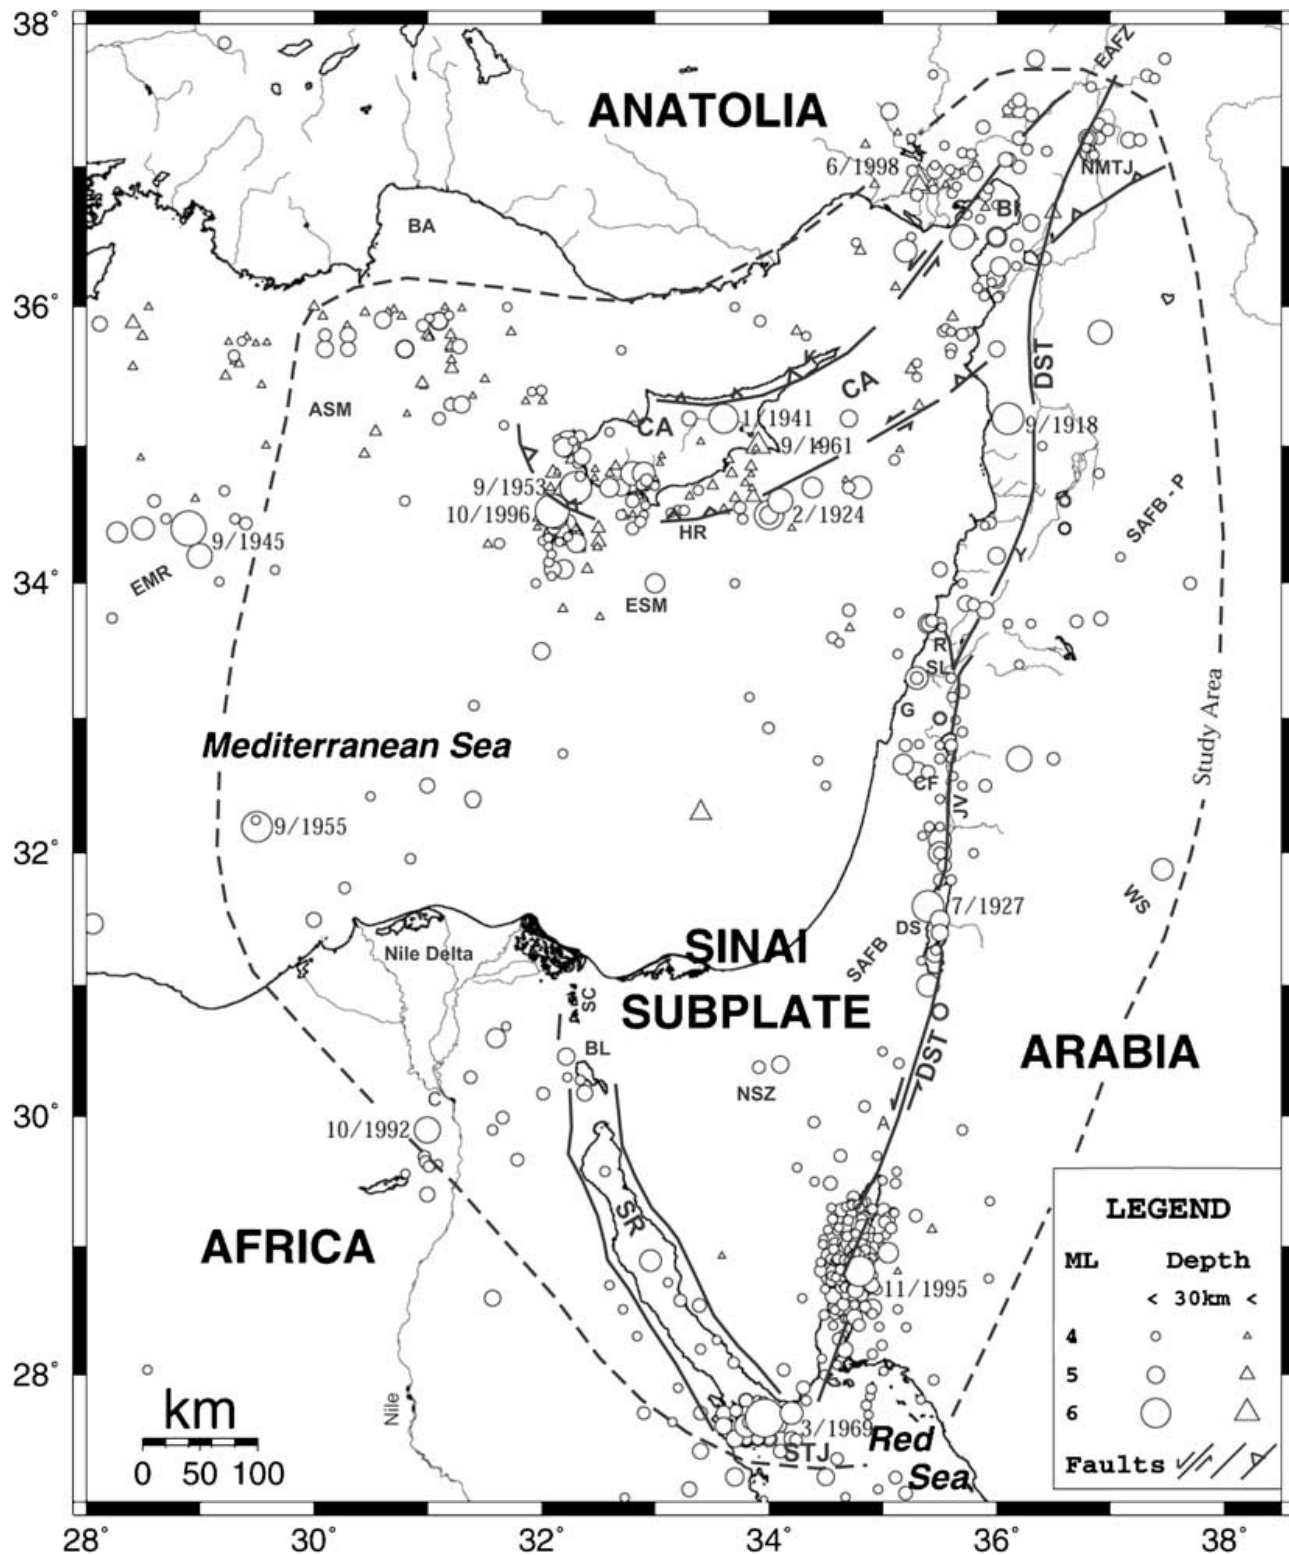 38°
36°
34°
32°
30°
28°
EAFZ
ANATOLIA
6/1998
NMTJ
BI
BA
K
CA
DST
ASM
CA
1/1941
9/1918
9/1961
9/1953
10/1996
HR
2/1924
SAFB - P
9/1945
EMR
ESM
Y
R
SL
G
Study Area
Mediterranean Sea
CF
JV
9/1955
WS
7/1927
DS
SAFB
Nile Delta
SINAI
SUBPLATE
SC
BL
NSZ
DST
ARABIA
C
A
10/1992
AFRICA
SR
11/1995
LEGEND
ML Depth
< 30km <
4
5
6
Faults
km
0 50 100
Nile
3/1969
STJ
Red
Sea
28° 30° 32° 34° 36° 38°